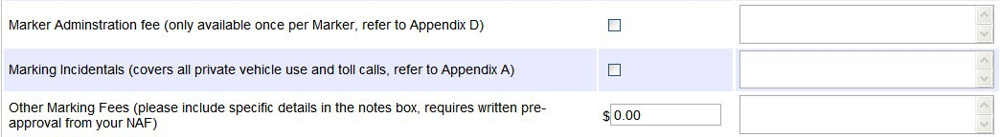 Marker Adminstration fee (only available once per Marker, refer to Appendix D)
Marking Incidentals (covers all private vehicle use and toll calls, refer to Appendix A)
Other Marking Fees (please include specific details in the notes box, requires written pre-
approval from your NAF)
$ 0.00